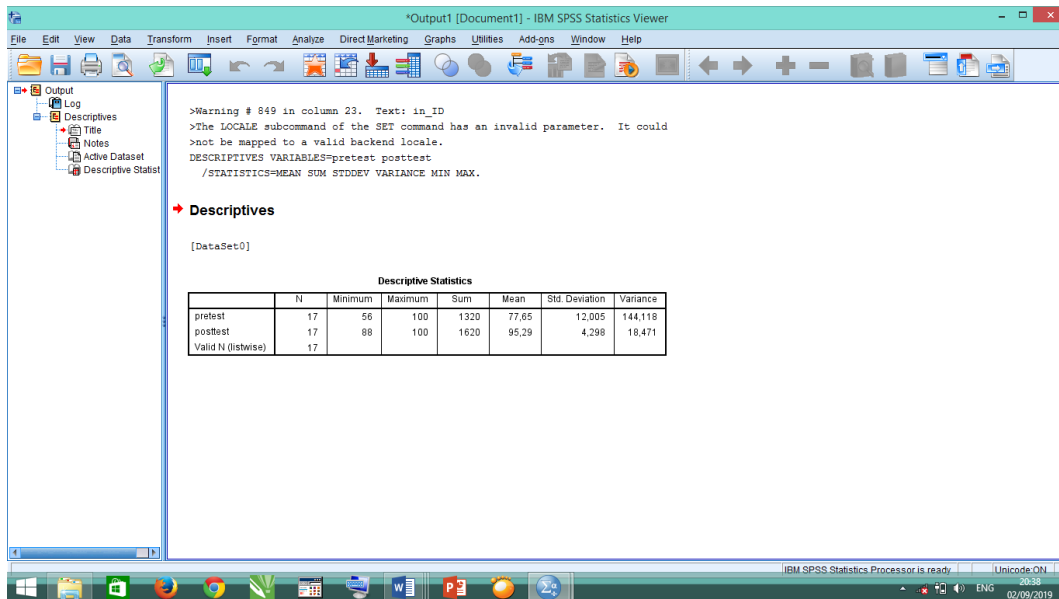 *Output1 [Document1] - IBM SPSS Statistics Viewer
File Edit View Data Transform Insert Format Analyze Direct Marketing Graphs Utilities Add-ons Window Help
Output
Log
Descriptives
Title
Notes
Active Dataset
Descriptive Statist
>Warning # 849 in column 23. Text: in_ID
>The LOCALE subcommand of the SET command has an invalid parameter. It could
>not be mapped to a valid backend locale.
DESCRIPTIVES VARIABLES=pretest posttest
/STATISTICS=MEAN SUM STDDEV VARIANCE MIN MAX.
Descriptives
[DataSet0]
Descriptive Statistics
N Minimum Maximum Sum Mean Std. Deviation Variance
pretest 17 56 100 1320 77,65 12,005 144,118
posttest 17 88 100 1620 95,29 4,298 18,471
Valid N (listwise) 17
IBM SPSS Statistics Processor is ready Unicode:ON
ENG 20:38
02/09/2019